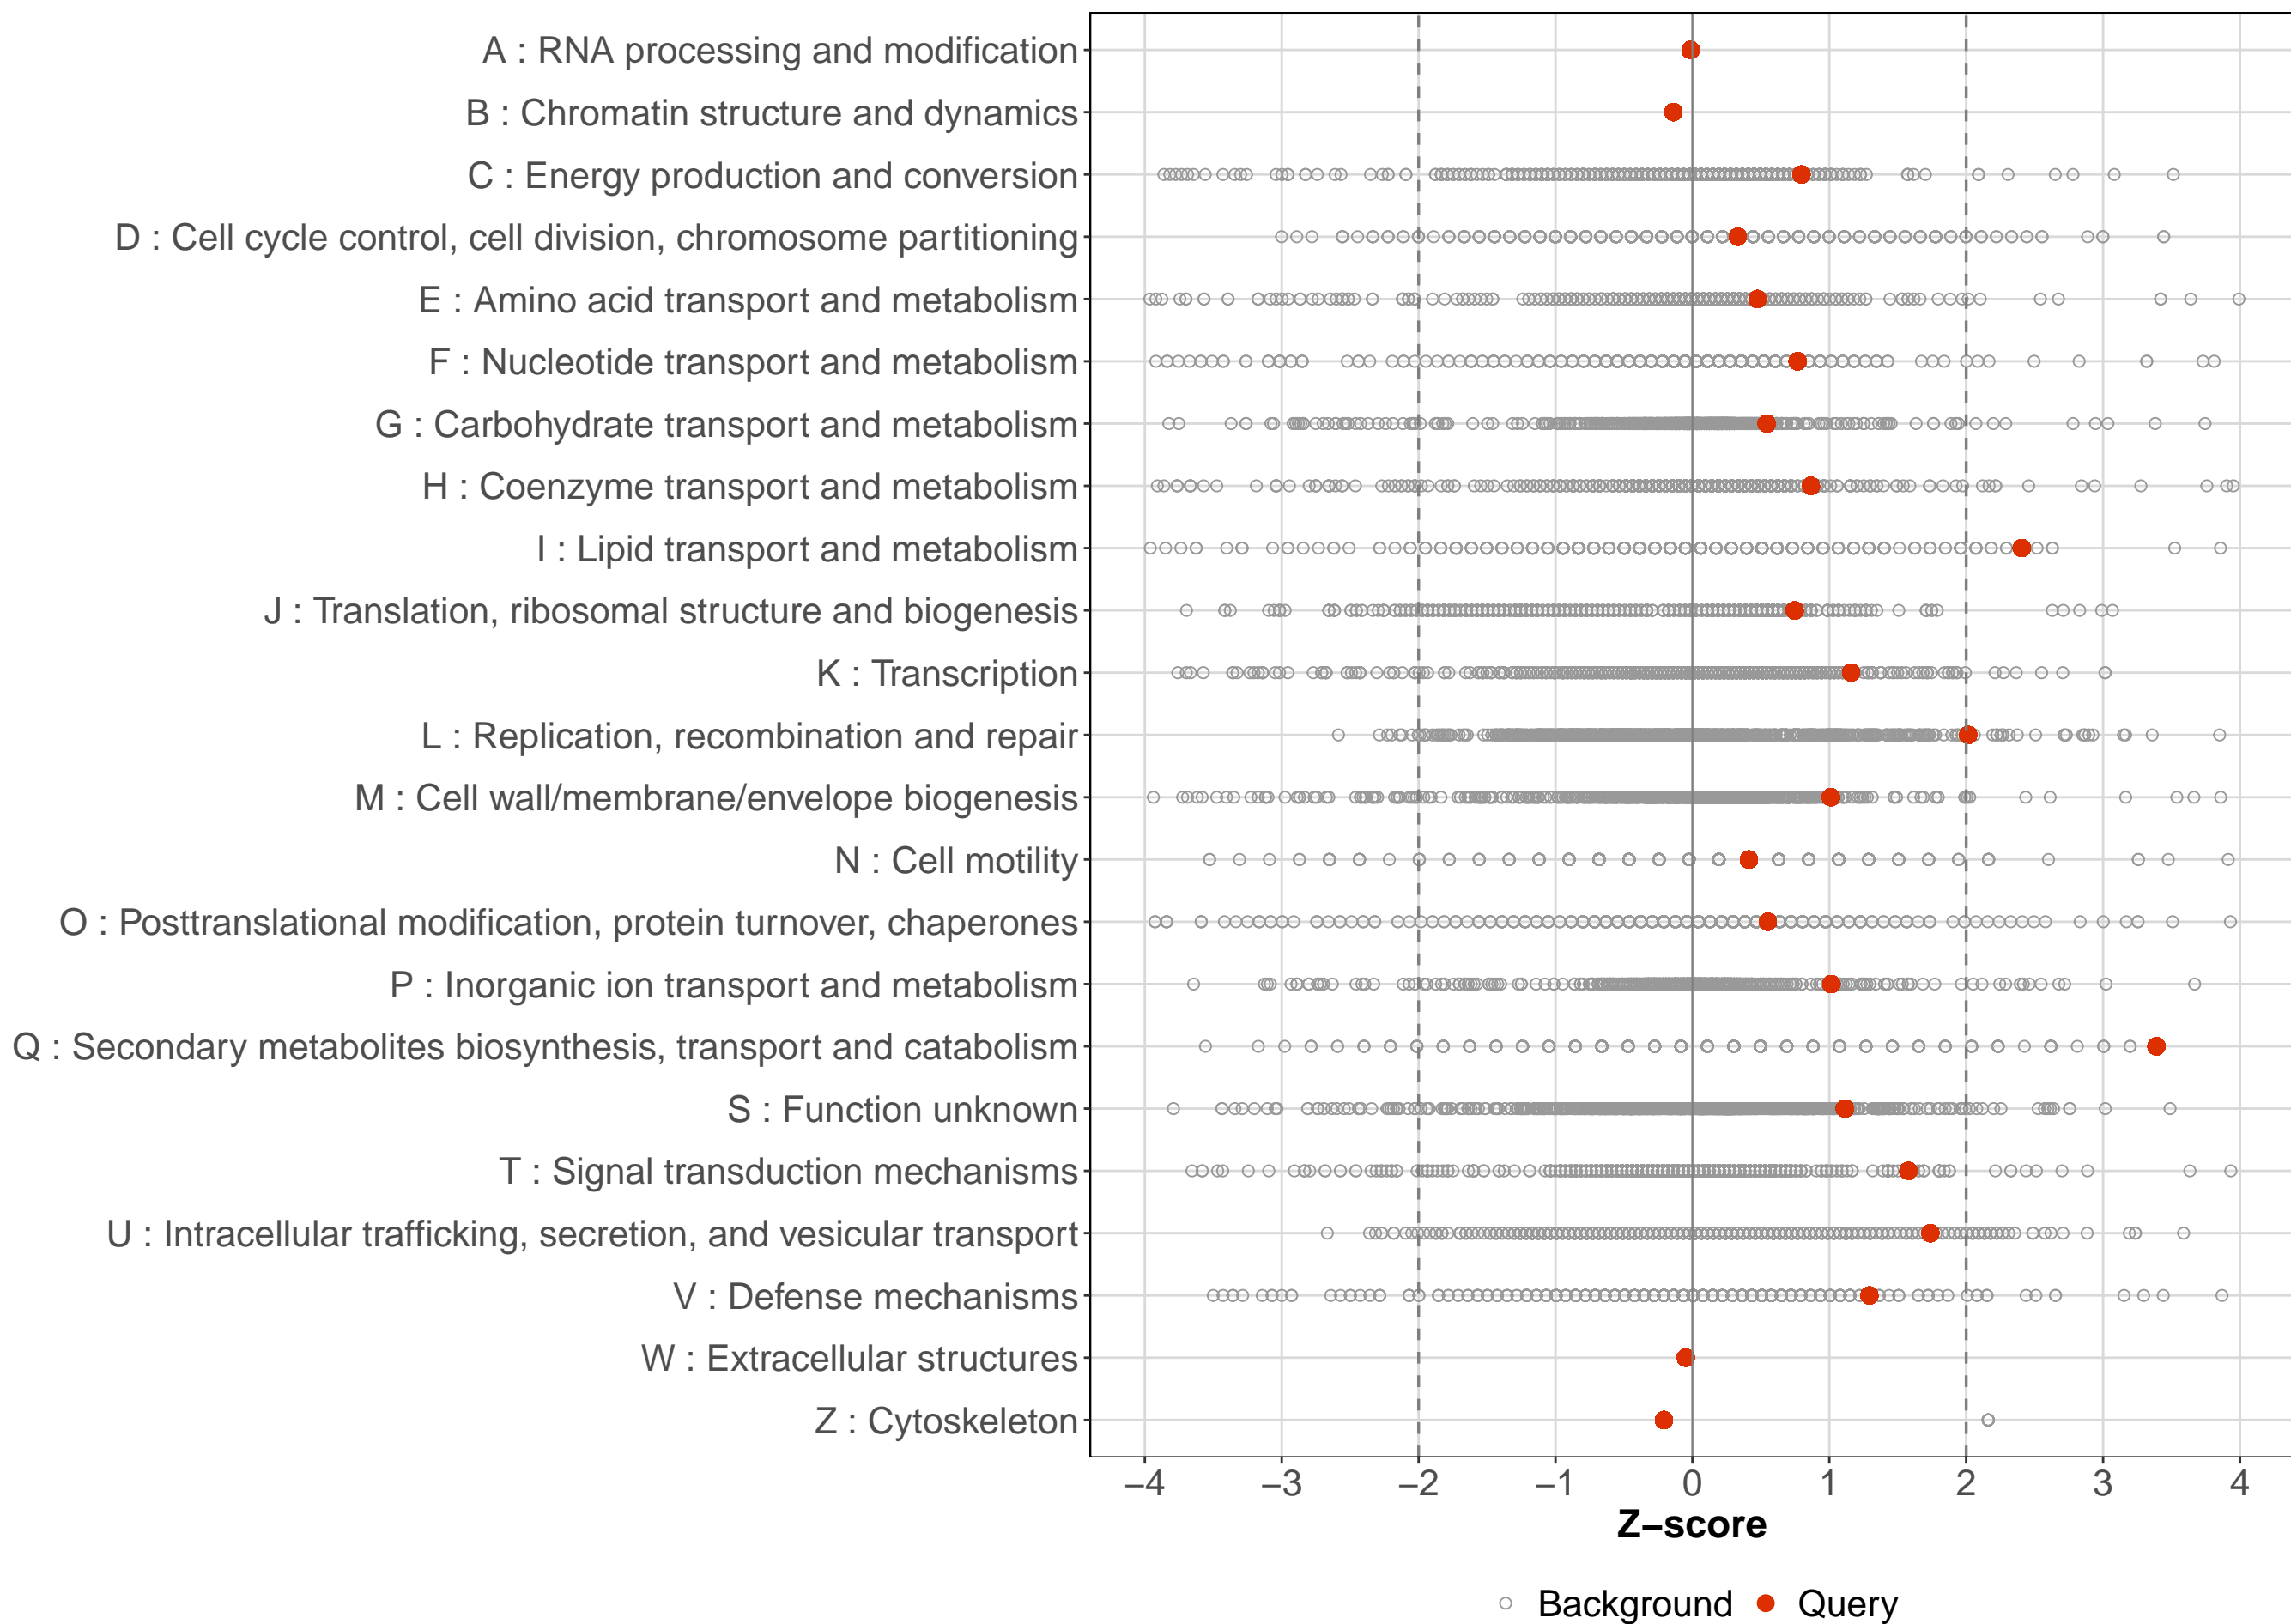 A : RNA processing and modification
B : Chromatin structure and dynamics
C : Energy production and conversion
D : Cell cycle control, cell division, chromosome partitioning
E : Amino acid transport and metabolism
F : Nucleotide transport and metabolism
G : Carbohydrate transport and metabolism
H : Coenzyme transport and metabolism
I : Lipid transport and metabolism
J : Translation, ribosomal structure and biogenesis
K : Transcription
L : Replication, recombination and repair
M : Cell wall/membrane/envelope biogenesis
N : Cell motility
O : Posttranslational modification, protein turnover, chaperones
P : Inorganic ion transport and metabolism
Q : Secondary metabolites biosynthesis, transport and catabolism
S : Function unknown
T : Signal transduction mechanisms
U : Intracellular trafficking, secretion, and vesicular transport
V : Defense mechanisms
W : Extracellular structures
Z : Cytoskeleton
−4 −3 −2 −1 0 1 2 3 4
Z−score
Background Query